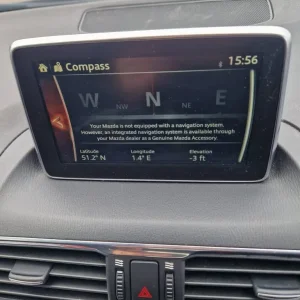 Compass
15:56
W NW N NE E
Your Mazda is not equipped with a navigation system.
However, an integrated navigation system is available through
your Mazda dealer as a Genuine Mazda Accessory.
Latitude Longitude Elevation
51.2° N 1.4° E -3 ft